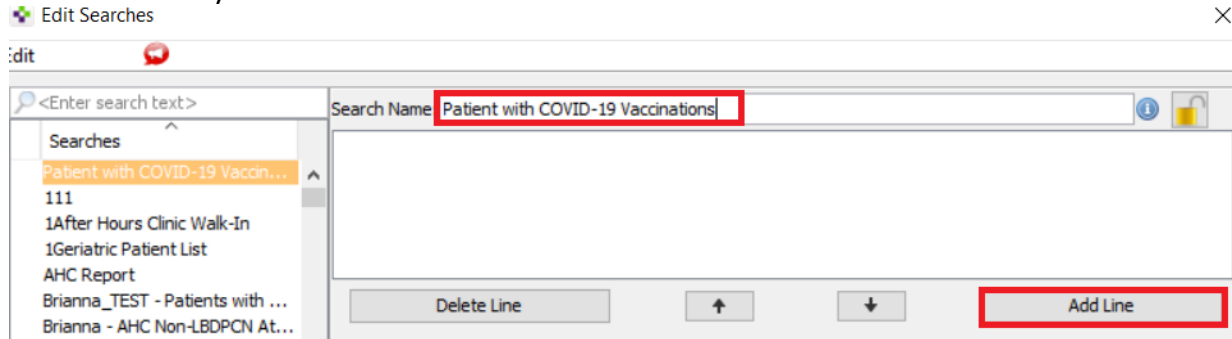 Edit Searches
dit
<Enter search text>
Search Name Patient with COVID-19 Vaccinations
Searches
Patient with COVID-19 Vaccin...
111
1After Hours Clinic Walk-In
1Geriatric Patient List
AHC Report
Brianna_TEST - Patients with ...
Brianna - AHC Non-LBDPCN At...
Delete Line
Add Line